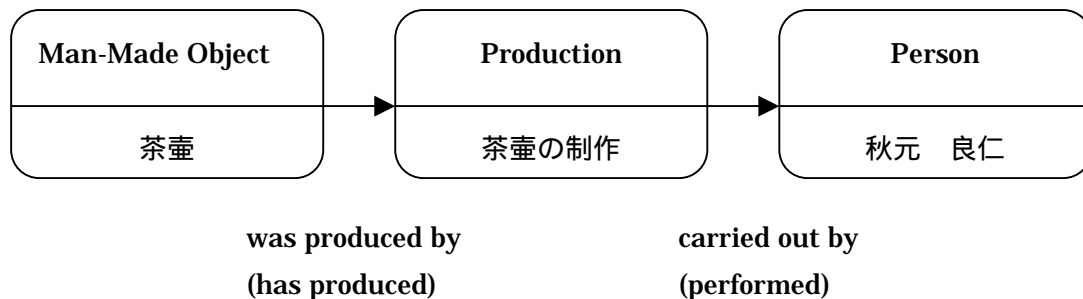 Man-Made Object
茶壷
Production
茶壷の制作
Person
秋元　良仁
was produced by
(has produced)
carried out by
(performed)